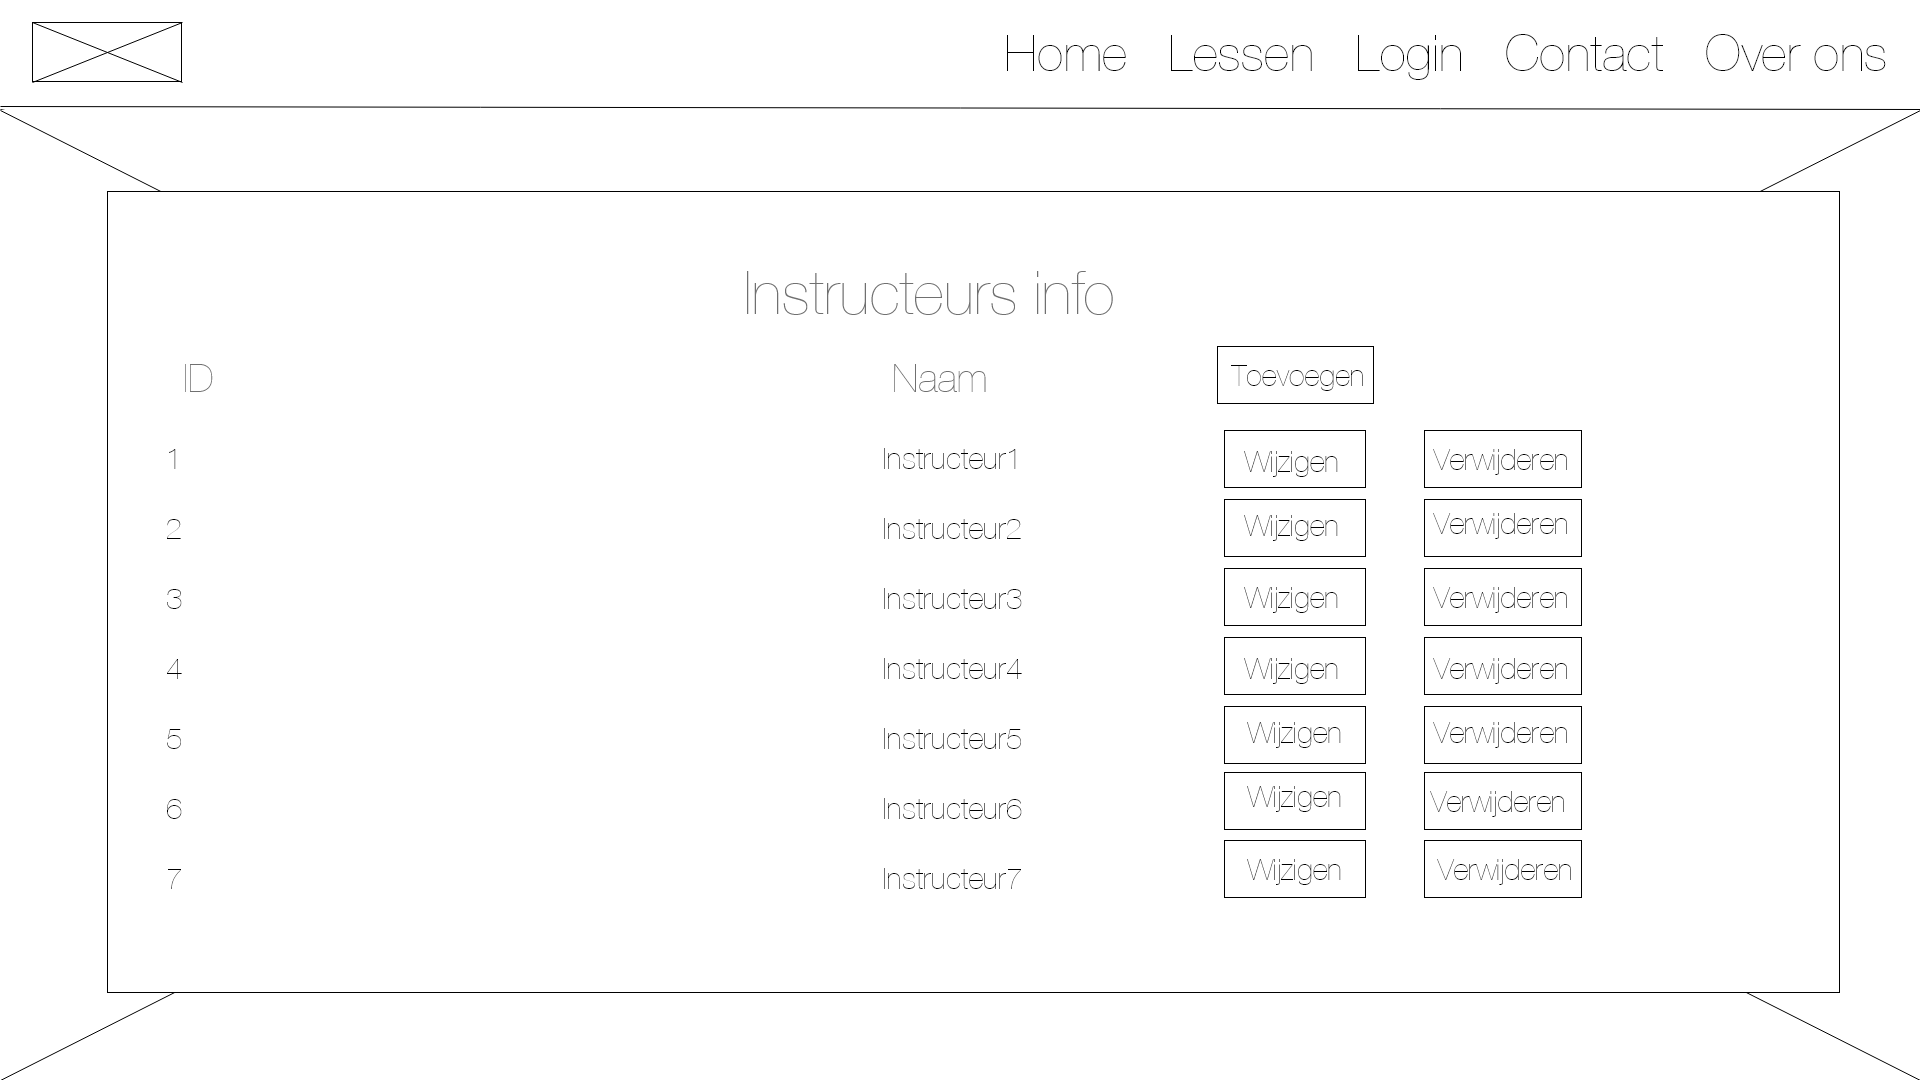 Home Lessen Login Contact Over ons
Instructeurs info
ID Naam Toevoegen
1 Instructeur1 Wijzigen Verwijderen
2 Instructeur2 Wijzigen Verwijderen
3 Instructeur3 Wijzigen Verwijderen
4 Instructeur4 Wijzigen Verwijderen
5 Instructeur5 Wijzigen Verwijderen
6 Instructeur6 Wijzigen Verwijderen
7 Instructeur7 Wijzigen Verwijderen